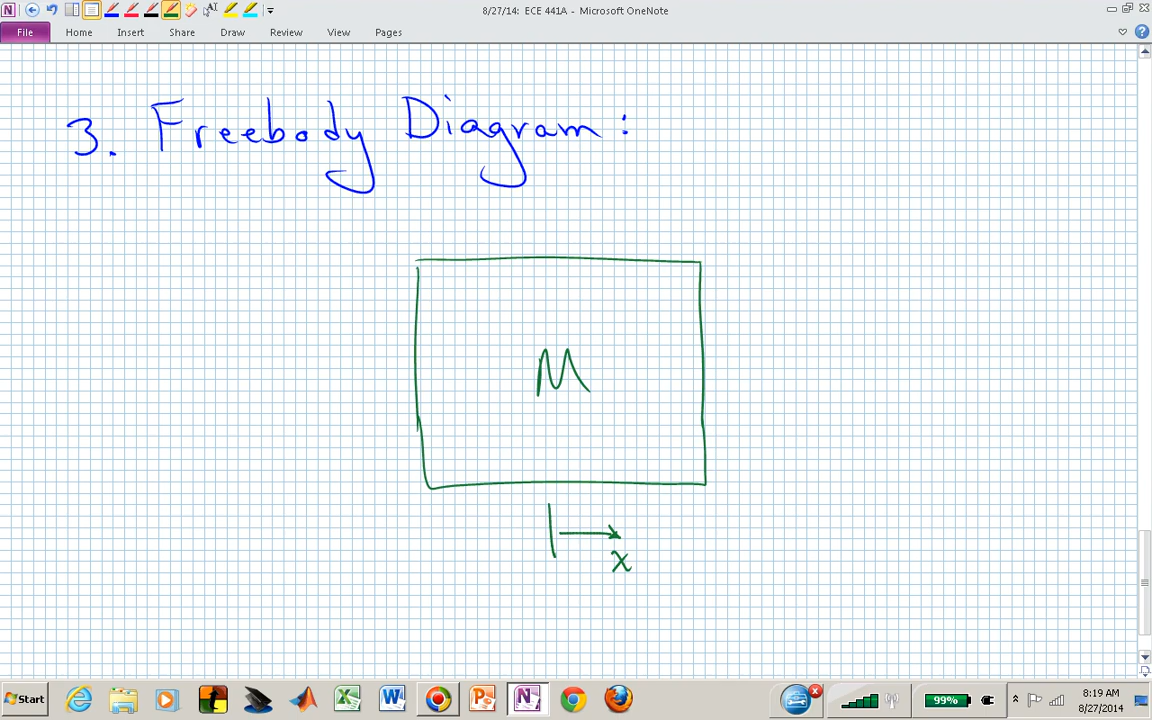 8/27/14: ECE 441A - Microsoft OneNote
File Home Insert Share Draw Review View Pages
3. Freebody Diagram:
M
x
Start
99%
8:19 AM
8/27/2014